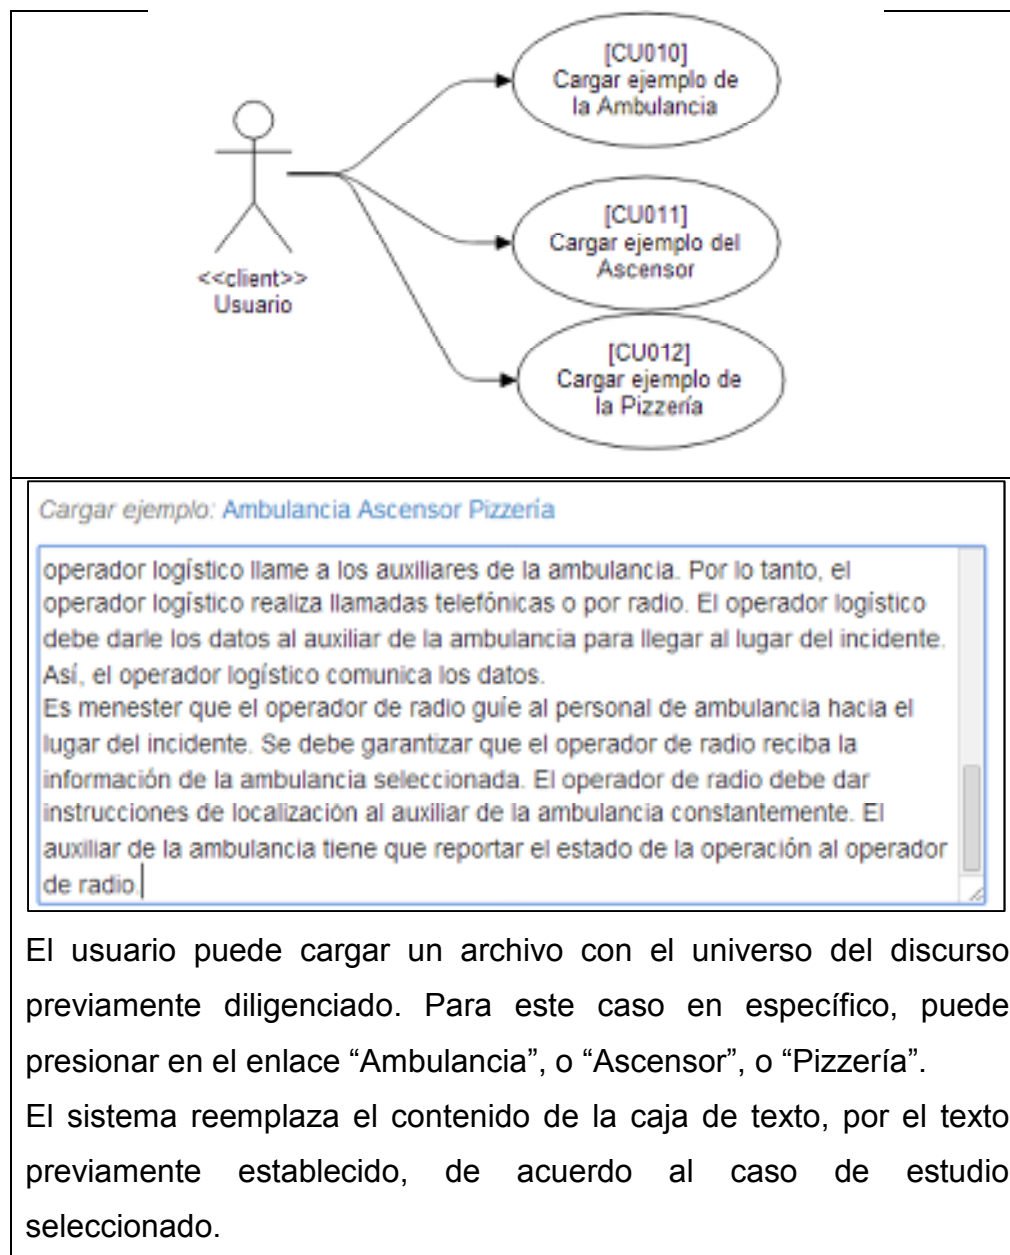 [CU010]
Cargar ejemplo de
la Ambulancia
[CU011]
Cargar ejemplo del
Ascensor
<<client>>
Usuario
[CU012]
Cargar ejemplo de
la Pizzería
Cargar ejemplo: Ambulancia Ascensor Pizzería
operador logístico llame a los auxiliares de la ambulancia. Por lo tanto, el
operador logístico realiza llamadas telefónicas o por radio. El operador logístico
debe darle los datos al auxiliar de la ambulancia para llegar al lugar del incidente.
Así, el operador logístico comunica los datos.
Es menester que el operador de radio guíe al personal de ambulancia hacia el
lugar del incidente. Se debe garantizar que el operador de radio reciba la
información de la ambulancia seleccionada. El operador de radio debe dar
instrucciones de localización al auxiliar de la ambulancia constantemente. El
auxiliar de la ambulancia tiene que reportar el estado de la operación al operador
de radio.
El usuario puede cargar un archivo con el universo del discurso
previamente diligenciado. Para este caso en específico, puede
presionar en el enlace “Ambulancia”, o “Ascensor”, o “Pizzería”.
El sistema reemplaza el contenido de la caja de texto, por el texto
previamente establecido, de acuerdo al caso de estudio
seleccionado.